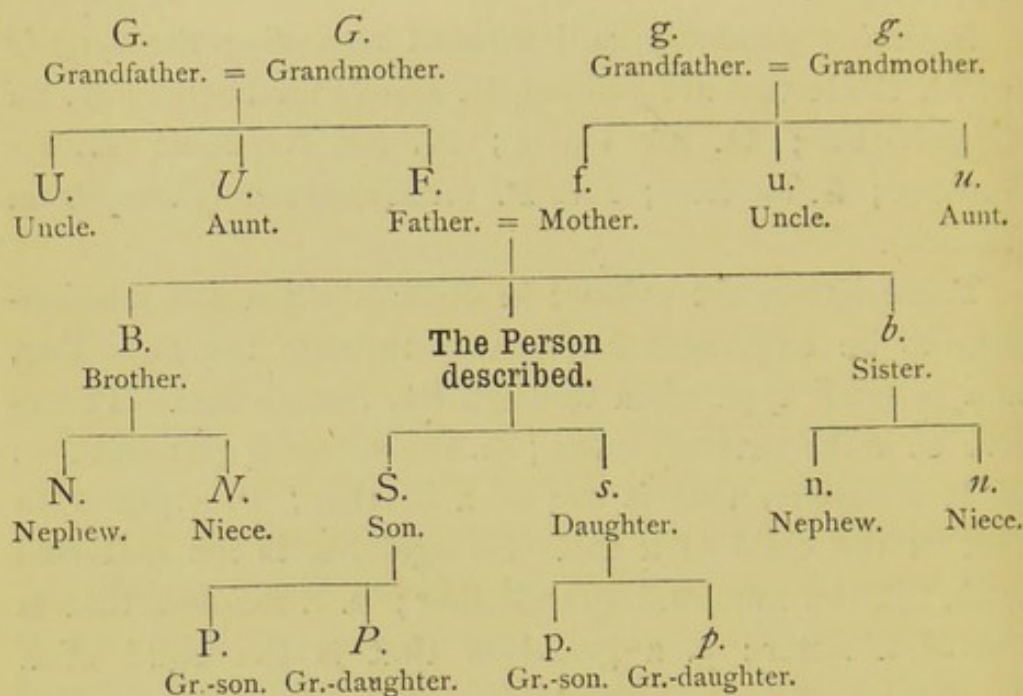 G. G. g. g.
Grandfather. = Grandmother. Grandfather. = Grandmother.
U. U. F. f. u. u.
Uncle. Aunt. Father. = Mother. Uncle. Aunt.
B. The Person described. b.
Brother. Sister.
N. N. S. s. n. n.
Nephew. Niece. Son. Daughter. Nephew. Niece.
P. P. p. p.
Gr.-son. Gr.-daughter. Gr.-son. Gr.-daughter.